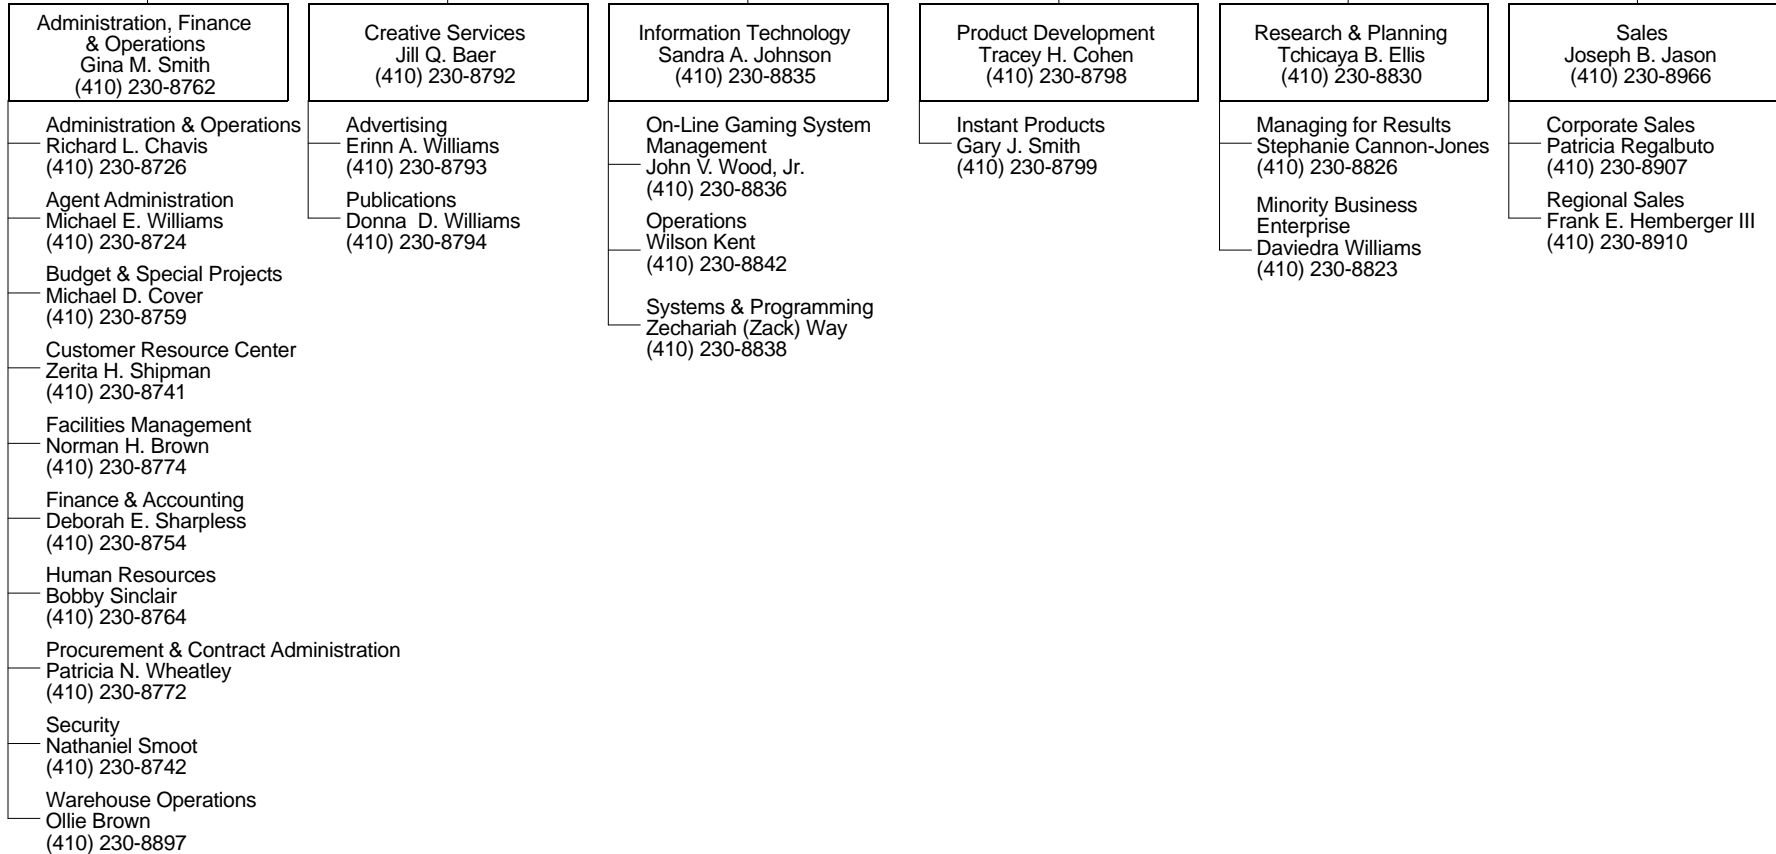 Administration, Finance
& Operations
Gina M. Smith
(410) 230-8762
Administration & Operations
Richard L. Chavis
(410) 230-8726
Agent Administration
Michael E. Williams
(410) 230-8724
Budget & Special Projects
Michael D. Cover
(410) 230-8759
Customer Resource Center
Zerita H. Shipman
(410) 230-8741
Facilities Management
Norman H. Brown
(410) 230-8774
Finance & Accounting
Deborah E. Sharpless
(410) 230-8754
Human Resources
Bobby Sinclair
(410) 230-8764
Procurement & Contract Administration
Patricia N. Wheatley
(410) 230-8772
Security
Nathaniel Smoot
(410) 230-8742
Warehouse Operations
Ollie Brown
(410) 230-8897
Creative Services
Jill Q. Baer
(410) 230-8792
Advertising
Erinn A. Williams
(410) 230-8793
Publications
Donna D. Williams
(410) 230-8794
Information Technology
Sandra A. Johnson
(410) 230-8835
On-Line Gaming System
Management
John V. Wood, Jr.
(410) 230-8836
Operations
Wilson Kent
(410) 230-8842
Systems & Programming
Zechariah (Zack) Way
(410) 230-8838
Product Development
Tracey H. Cohen
(410) 230-8798
Instant Products
Gary J. Smith
(410) 230-8799
Research & Planning
Tchicaya B. Ellis
(410) 230-8830
Managing for Results
Stephanie Cannon-Jones
(410) 230-8826
Minority Business
Enterprise
Daviedra Williams
(410) 230-8823
Sales
Joseph B. Jason
(410) 230-8966
Corporate Sales
Patricia Regalbuto
(410) 230-8907
Regional Sales
Frank E. Hemberger III
(410) 230-8910